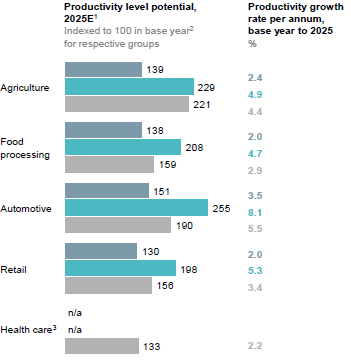 Productivity level potential,
2025E¹
Indexed to 100 in base year²
for respective groups
Productivity growth
rate per annum,
base year to 2025
%
Agriculture
139
229
221
2.4
4.9
4.4
Food
processing
138
208
159
2.0
4.7
2.9
Automotive
151
255
190
3.5
8.1
5.5
Retail
130
198
156
2.0
5.3
3.4
Health care³
n/a
n/a
133
2.2